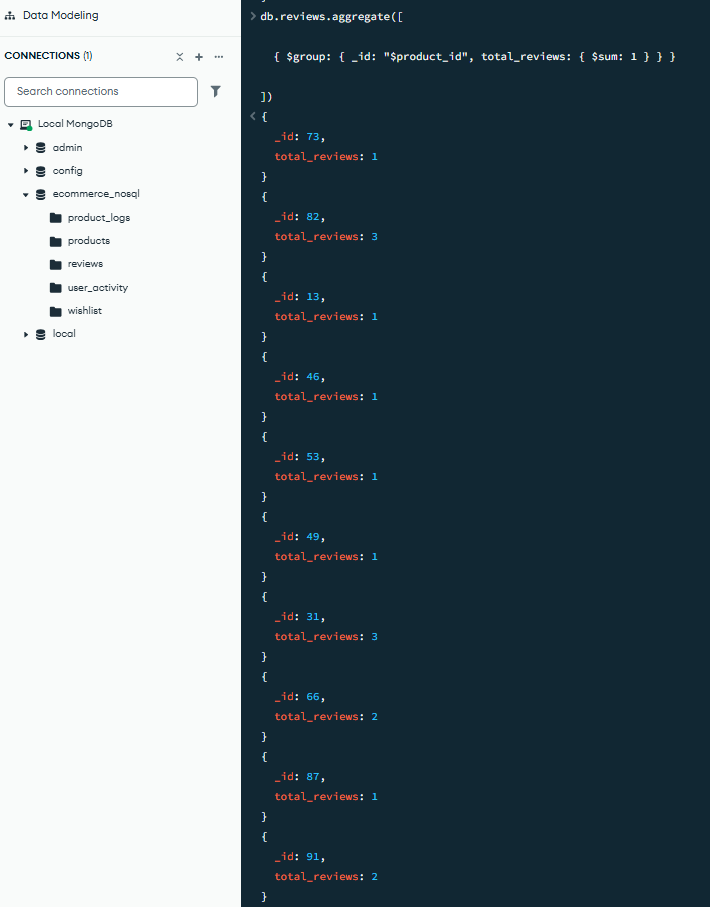 Data Modeling
CONNECTIONS (1)
Search connections
Local MongoDB
admin
config
ecommerce_nosql
product_logs
products
reviews
user_activity
wishlist
local
db.reviews.aggregate([
{ $group: { _id: "$product_id", total_reviews: { $sum: 1 } } }
])
{
_id: 73,
total_reviews: 1
}
{
_id: 82,
total_reviews: 3
}
{
_id: 13,
total_reviews: 1
}
{
_id: 46,
total_reviews: 1
}
{
_id: 53,
total_reviews: 1
}
{
_id: 49,
total_reviews: 1
}
{
_id: 31,
total_reviews: 3
}
{
_id: 66,
total_reviews: 2
}
{
_id: 87,
total_reviews: 1
}
{
_id: 91,
total_reviews: 2
}